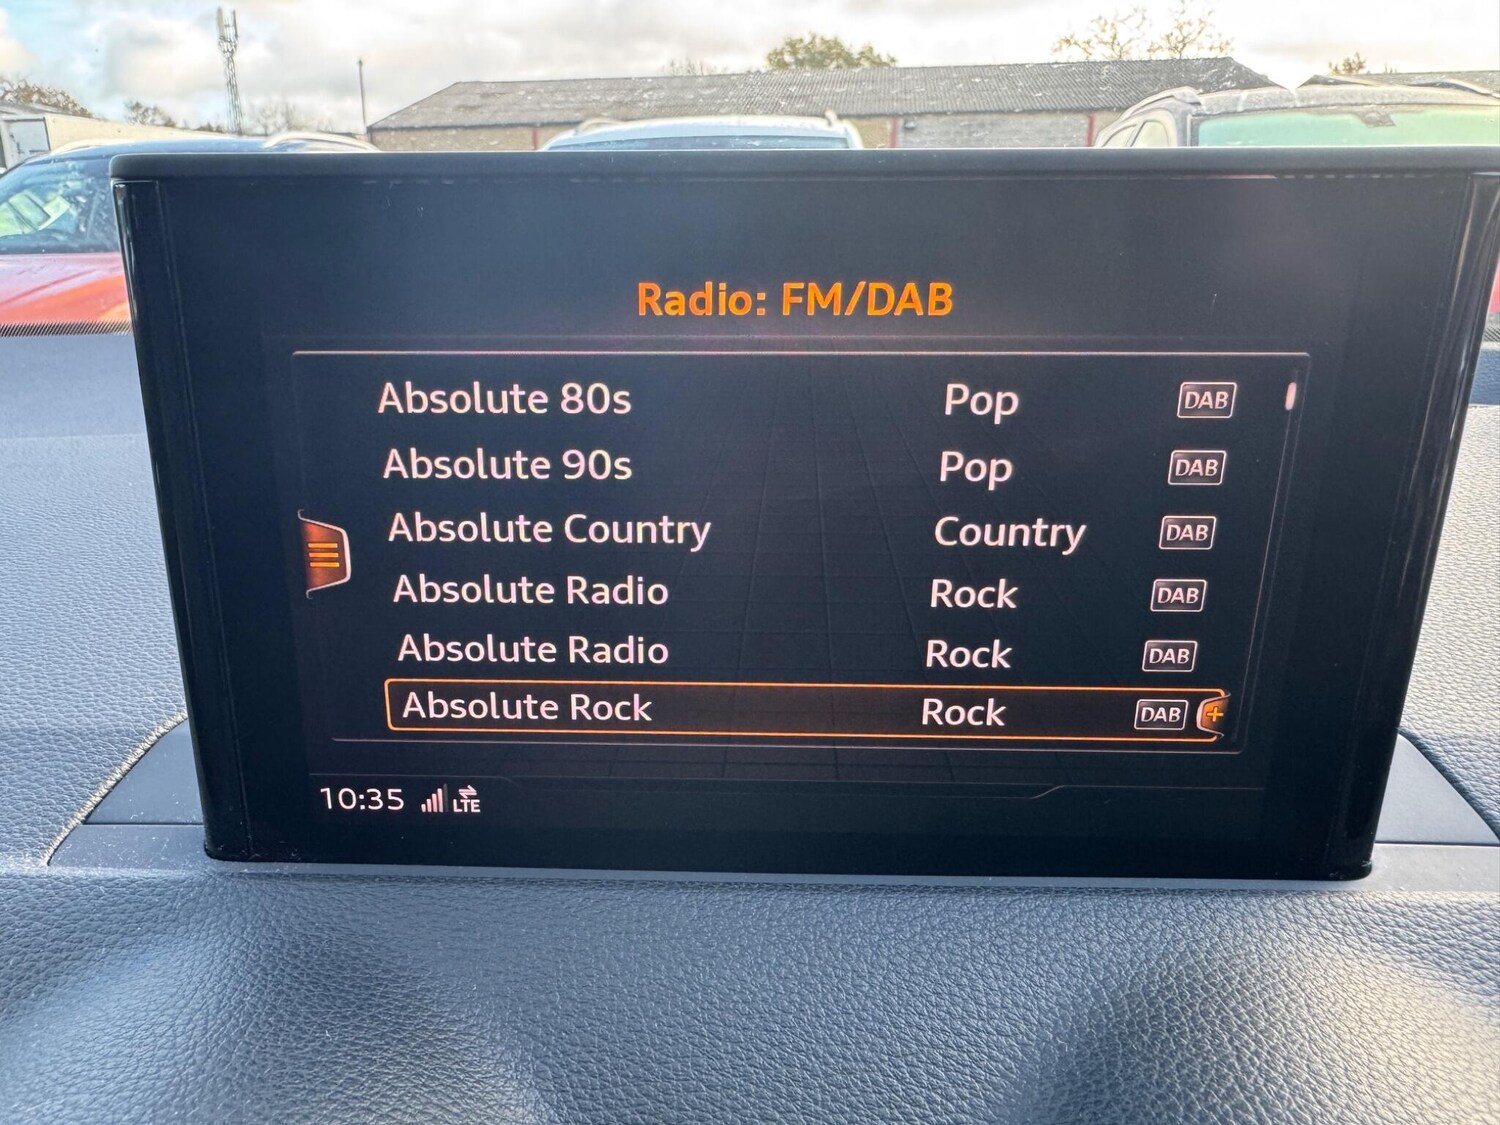 Radio: FM/DAB
Absolute 80s Pop DAB
Absolute 90s Pop DAB
Absolute Country Country DAB
Absolute Radio Rock DAB
Absolute Radio Rock DAB
Absolute Rock Rock DAB +
10:35 LTE